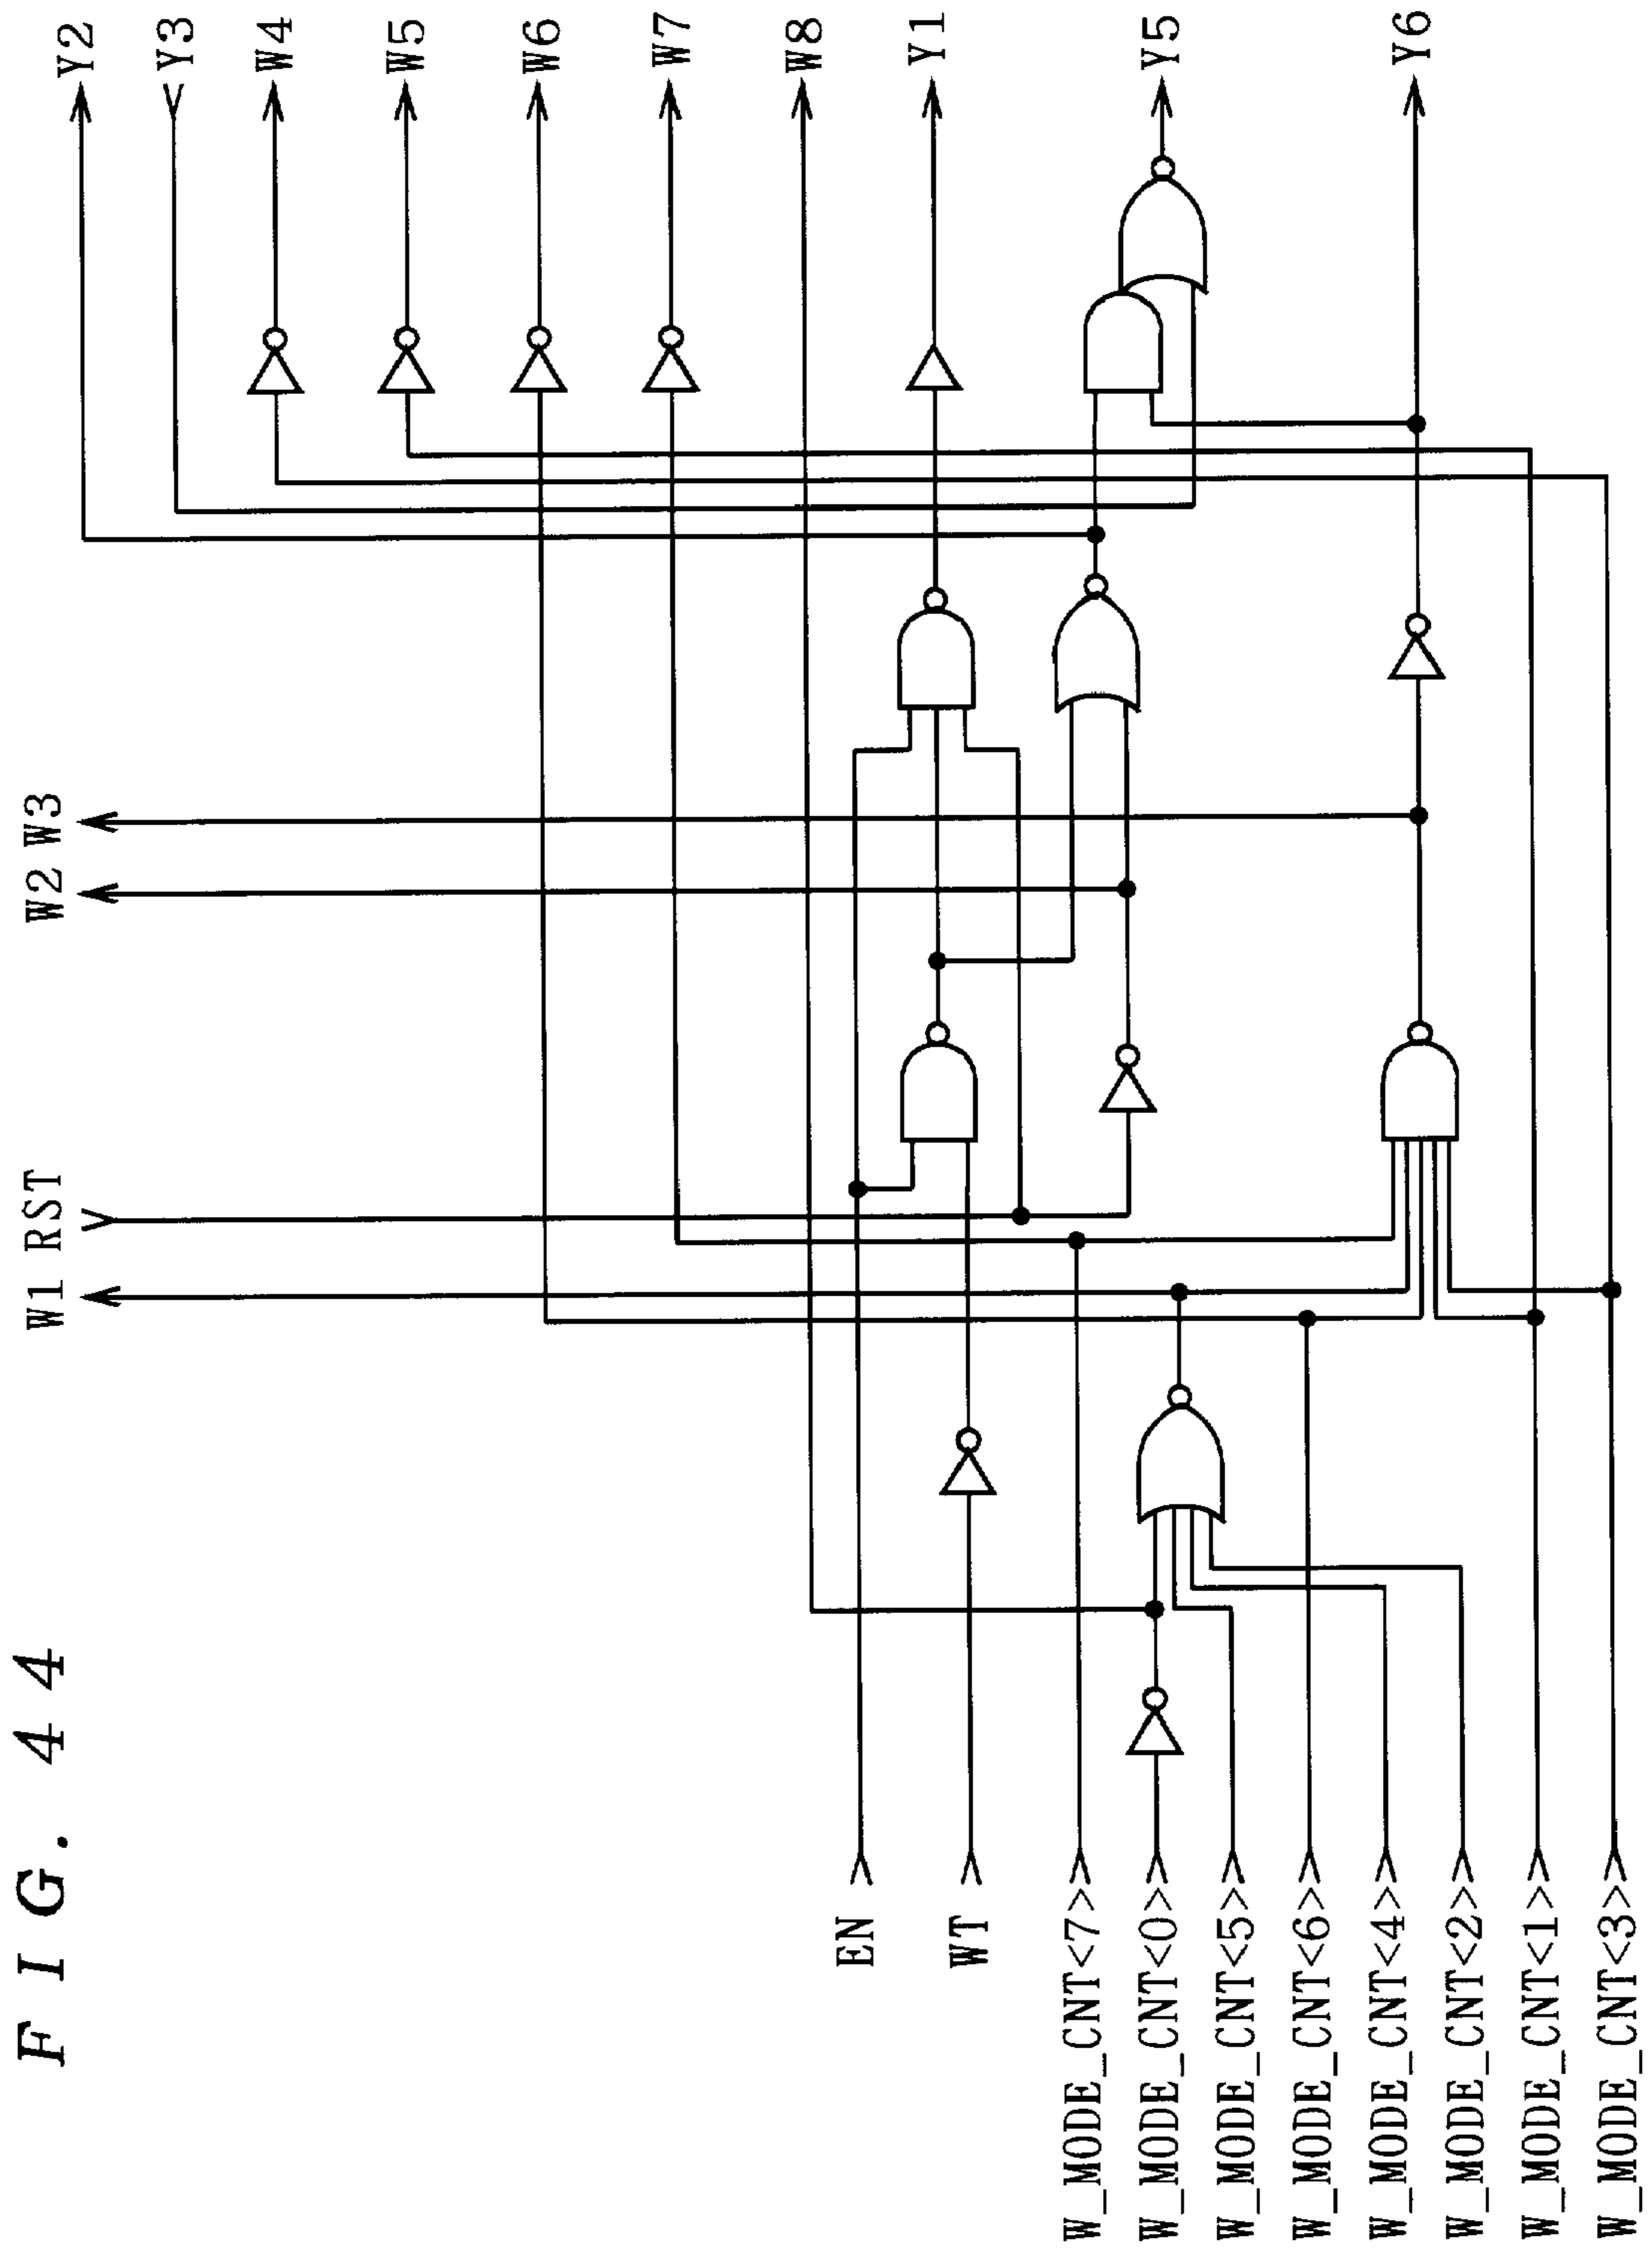 FIG. 44
W1
RST
W2
W3
Y2
Y3
W4
W5
W6
W7
W8
Y1
Y5
Y6
EN
WT
W_MODE_CNT<7>
W_MODE_CNT<0>
W_MODE_CNT<5>
W_MODE_CNT<6>
W_MODE_CNT<4>
W_MODE_CNT<2>
W_MODE_CNT<1>
W_MODE_CNT<3>